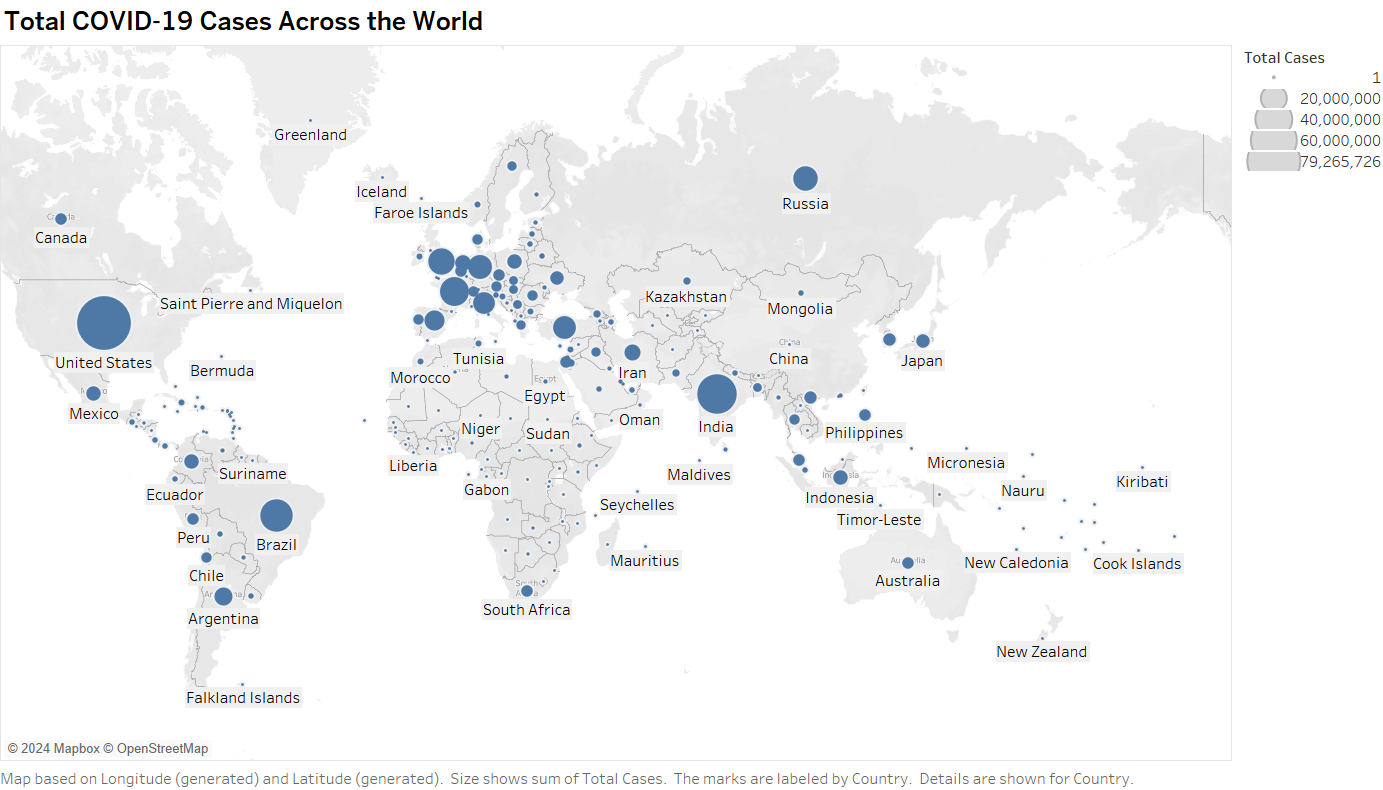 Total COVID-19 Cases Across the World
Total Cases
1
20,000,000
40,000,000
60,000,000
79,265,726
Greenland
Iceland
Faroe Islands
Russia
Canada
Saint Pierre and Miquelon
Kazakhstan
Mongolia
United States
Bermuda
Tunisia
China
China
Japan
Morocco
Iran
Egypt
Egypt
Mexico
Oman
India
Niger
Sudan
Philippines
Liberia
Suriname
Maldives
Micronesia
Ecuador
Gabon
Seychelles
Indonesia
Nauru
Kiribati
Timor-Leste
Peru
Brazil
Mauritius
New Caledonia
Cook Islands
Chile
Australia
South Africa
Argentina
New Zealand
Falkland Islands
© 2024 Mapbox © OpenStreetMap
Map based on Longitude (generated) and Latitude (generated). Size shows sum of Total Cases. The marks are labeled by Country. Details are shown for Country.